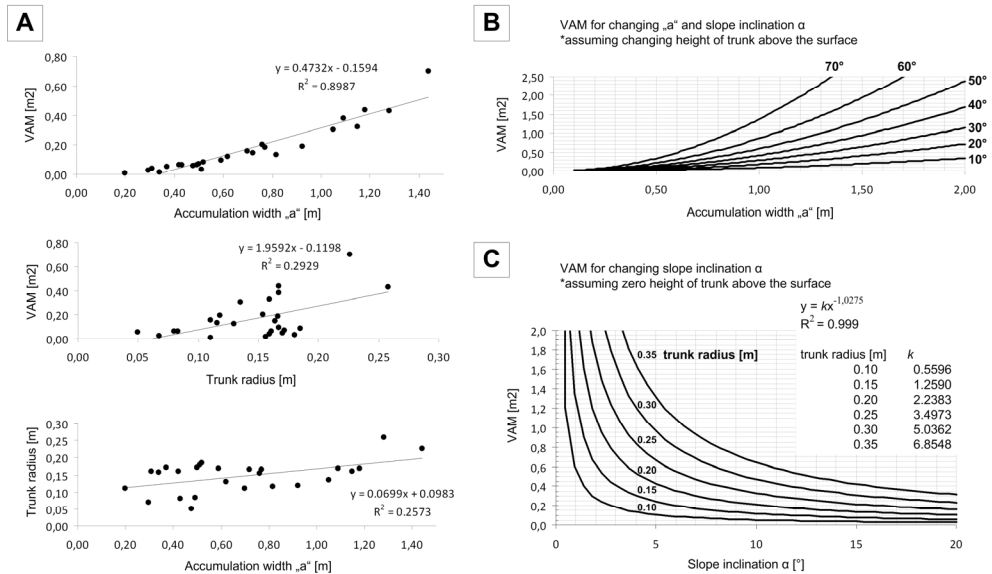 A
0,80
0,60
0,40
0,20
0,00
VAM [m2]
y = 0.4732x - 0.1594
R² = 0.8987
0,00 0,20 0,40 0,60 0,80 1,00 1,20 1,40
Accumulation width „a“ [m]
0,80
0,60
0,40
0,20
0,00
VAM [m2]
y = 1.9592x - 0.1198
R² = 0.2929
0,00 0,10 0,20 0,30
Trunk radius [m]
0,30
0,25
0,20
0,15
0,10
0,05
0,00
Trunk radius [m]
y = 0.0699x + 0.0983
R² = 0.2573
0,00 0,20 0,40 0,60 0,80 1,00 1,20 1,40
Accumulation width „a“ [m]
B
VAM for changing „a“ and slope inclination α
*assuming changing height of trunk above the surface
70° 60°
50°
40°
30°
20°
10°
2,50
2,00
1,50
1,00
0,50
0,00
VAM [m2]
0,00 0,50 1,00 1,50 2,00
Accumulation width „a“ [m]
C
VAM for changing slope inclination α
*assuming zero height of trunk above the surface
y = kx⁻¹,⁰²⁷⁵
R² = 0.999
2,0
1,8
1,6
1,4
1,2
1,0
0,8
0,6
0,4
0,2
0,0
VAM [m2]
0.35 trunk radius [m]
0.30
0.25
0.20
0.15
0.10
trunk radius [m] k
0.10 0.5596
0.15 1.2590
0.20 2.2383
0.25 3.4973
0.30 5.0362
0.35 6.8548
0 5 10 15 20
Slope inclination α [°]